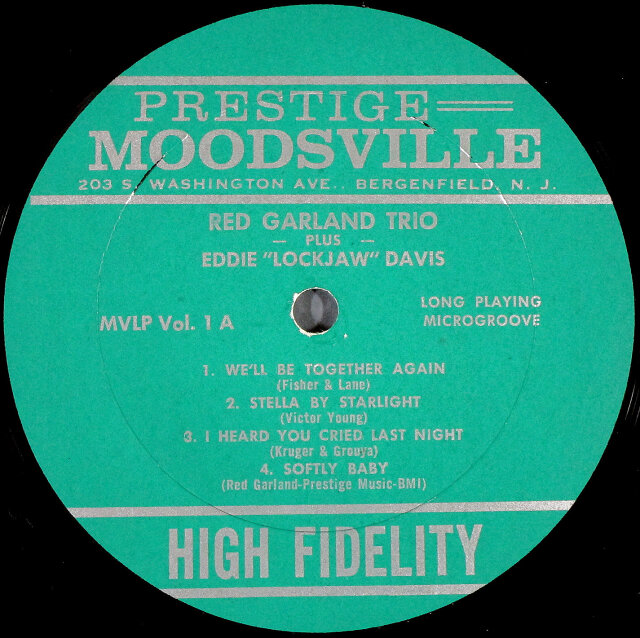 PRESTIGE
MOODSVILLE
203 S. WASHINGTON AVE., BERGENFIELD, N. J.
RED GARLAND TRIO
— PLUS —
EDDIE "LOCKJAW" DAVIS
MVLP Vol. 1 A
LONG PLAYING
MICROGROOVE
1. WE'LL BE TOGETHER AGAIN
(Fisher & Lane)
2. STELLA BY STARLIGHT
(Victor Young)
3. I HEARD YOU CRIED LAST NIGHT
(Kruger & Grouya)
4. SOFTLY BABY
(Red Garland-Prestige Music-BMI)
HIGH FIDELITY